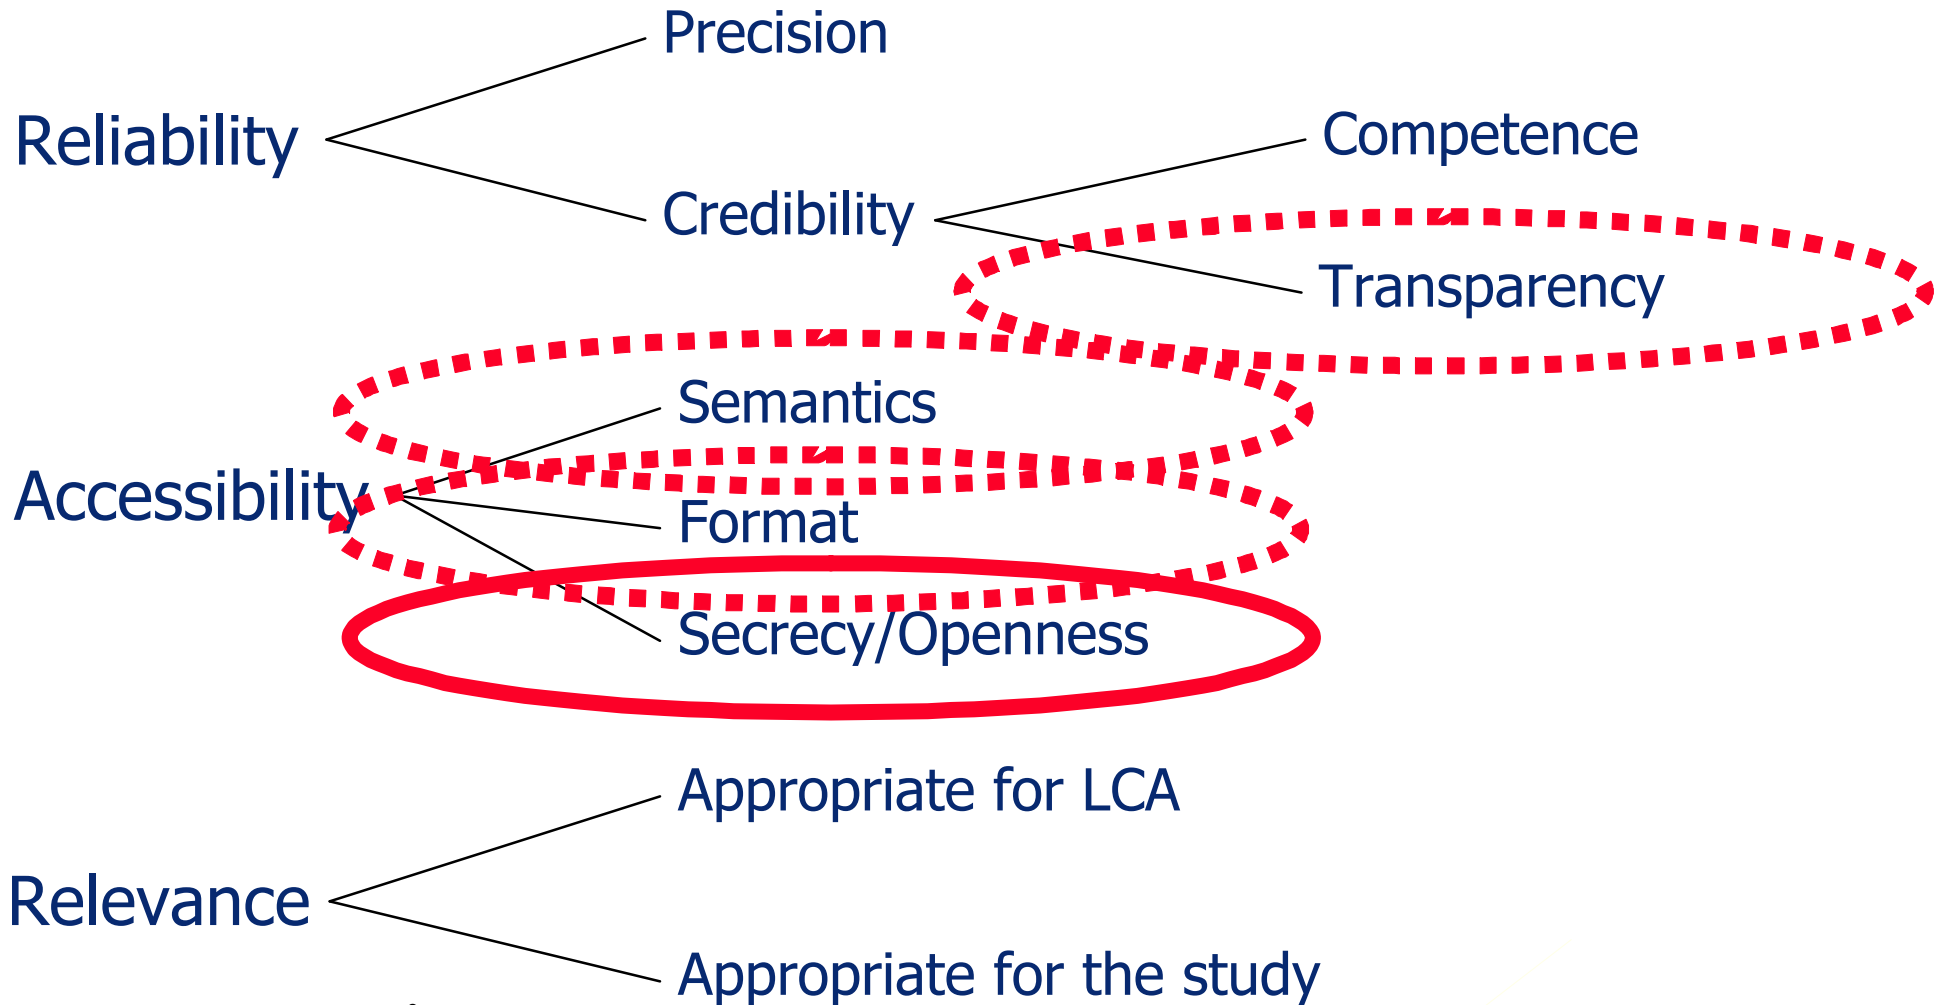 Precision
Reliability
Competence
Credibility
Transparency
Semantics
Accessibility
Format
Secrecy/Openness
Appropriate for LCA
Relevance
Appropriate for the study